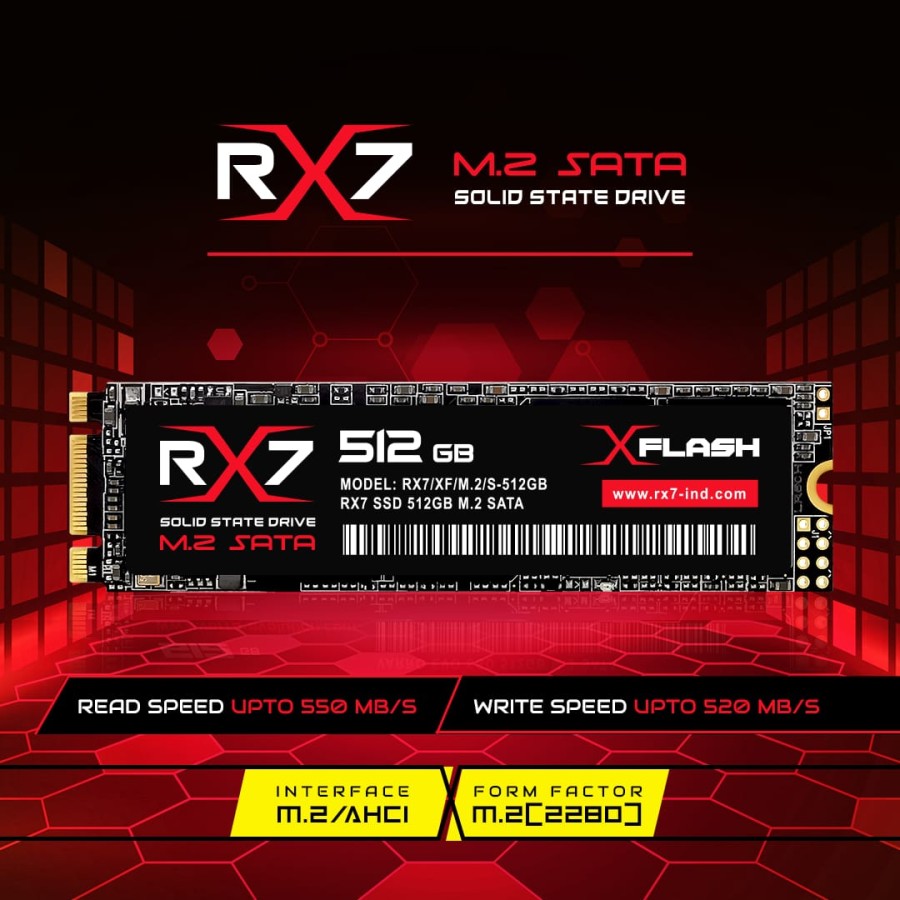 RX7
M.2 SATA
SOLID STATE DRIVE
RX7
SOLID STATE DRIVE
M.2 SATA
512 GB
MODEL: RX7/XF/M.2/S-512GB
RX7 SSD 512GB M.2 SATA
XFLASH
www.rx7-ind.com
JP1
M1
READ SPEED UPTO 550 MB/S
WRITE SPEED UPTO 520 MB/S
INTERFACE
M.2/AHCI
FORM FACTOR
M.2[2280]